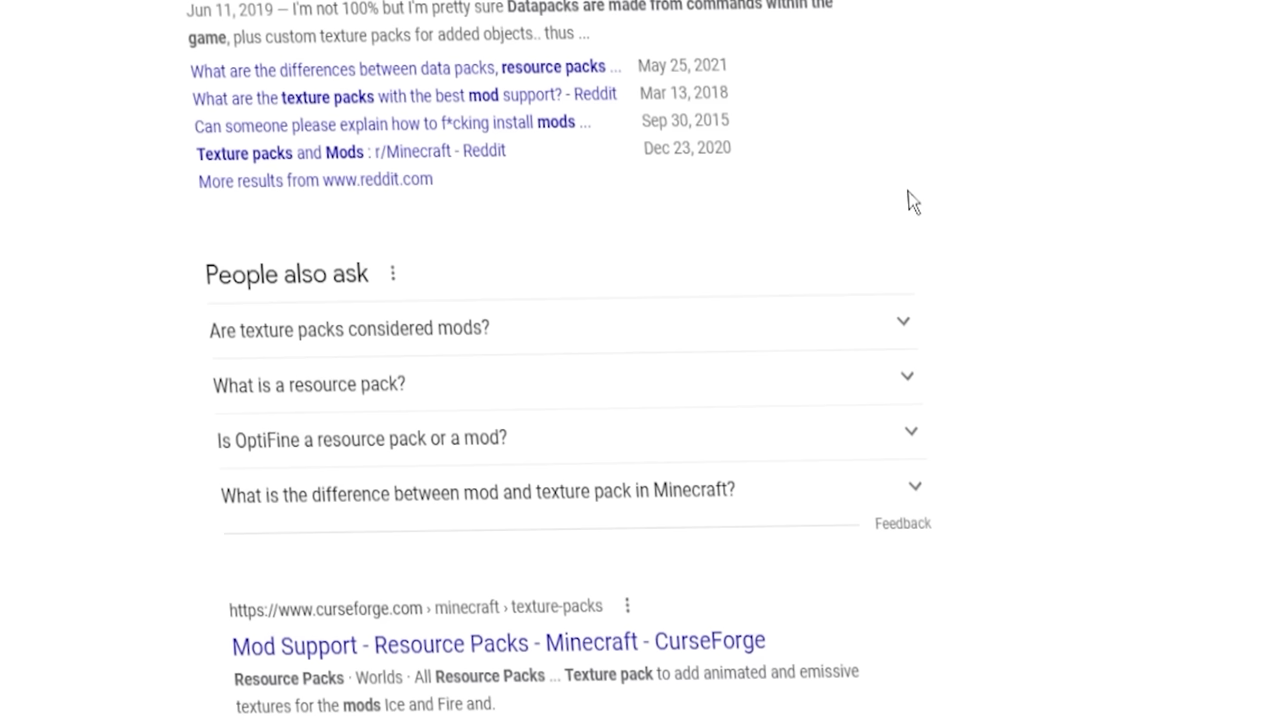 Jun 11, 2019 — I'm not 100% but I'm pretty sure Datapacks are made from commands within the
game, plus custom texture packs for added objects.. thus ...
What are the differences between data packs, resource packs ... May 25, 2021
What are the texture packs with the best mod support? - Reddit Mar 13, 2018
Can someone please explain how to f*cking install mods ... Sep 30, 2015
Texture packs and Mods : r/Minecraft - Reddit Dec 23, 2020
More results from www.reddit.com
People also ask
Are texture packs considered mods?
What is a resource pack?
Is OptiFine a resource pack or a mod?
What is the difference between mod and texture pack in Minecraft?
Feedback
https://www.curseforge.com › minecraft › texture-packs
Mod Support - Resource Packs - Minecraft - CurseForge
Resource Packs · Worlds · All Resource Packs ... Texture pack to add animated and emissive
textures for the mods Ice and Fire and.